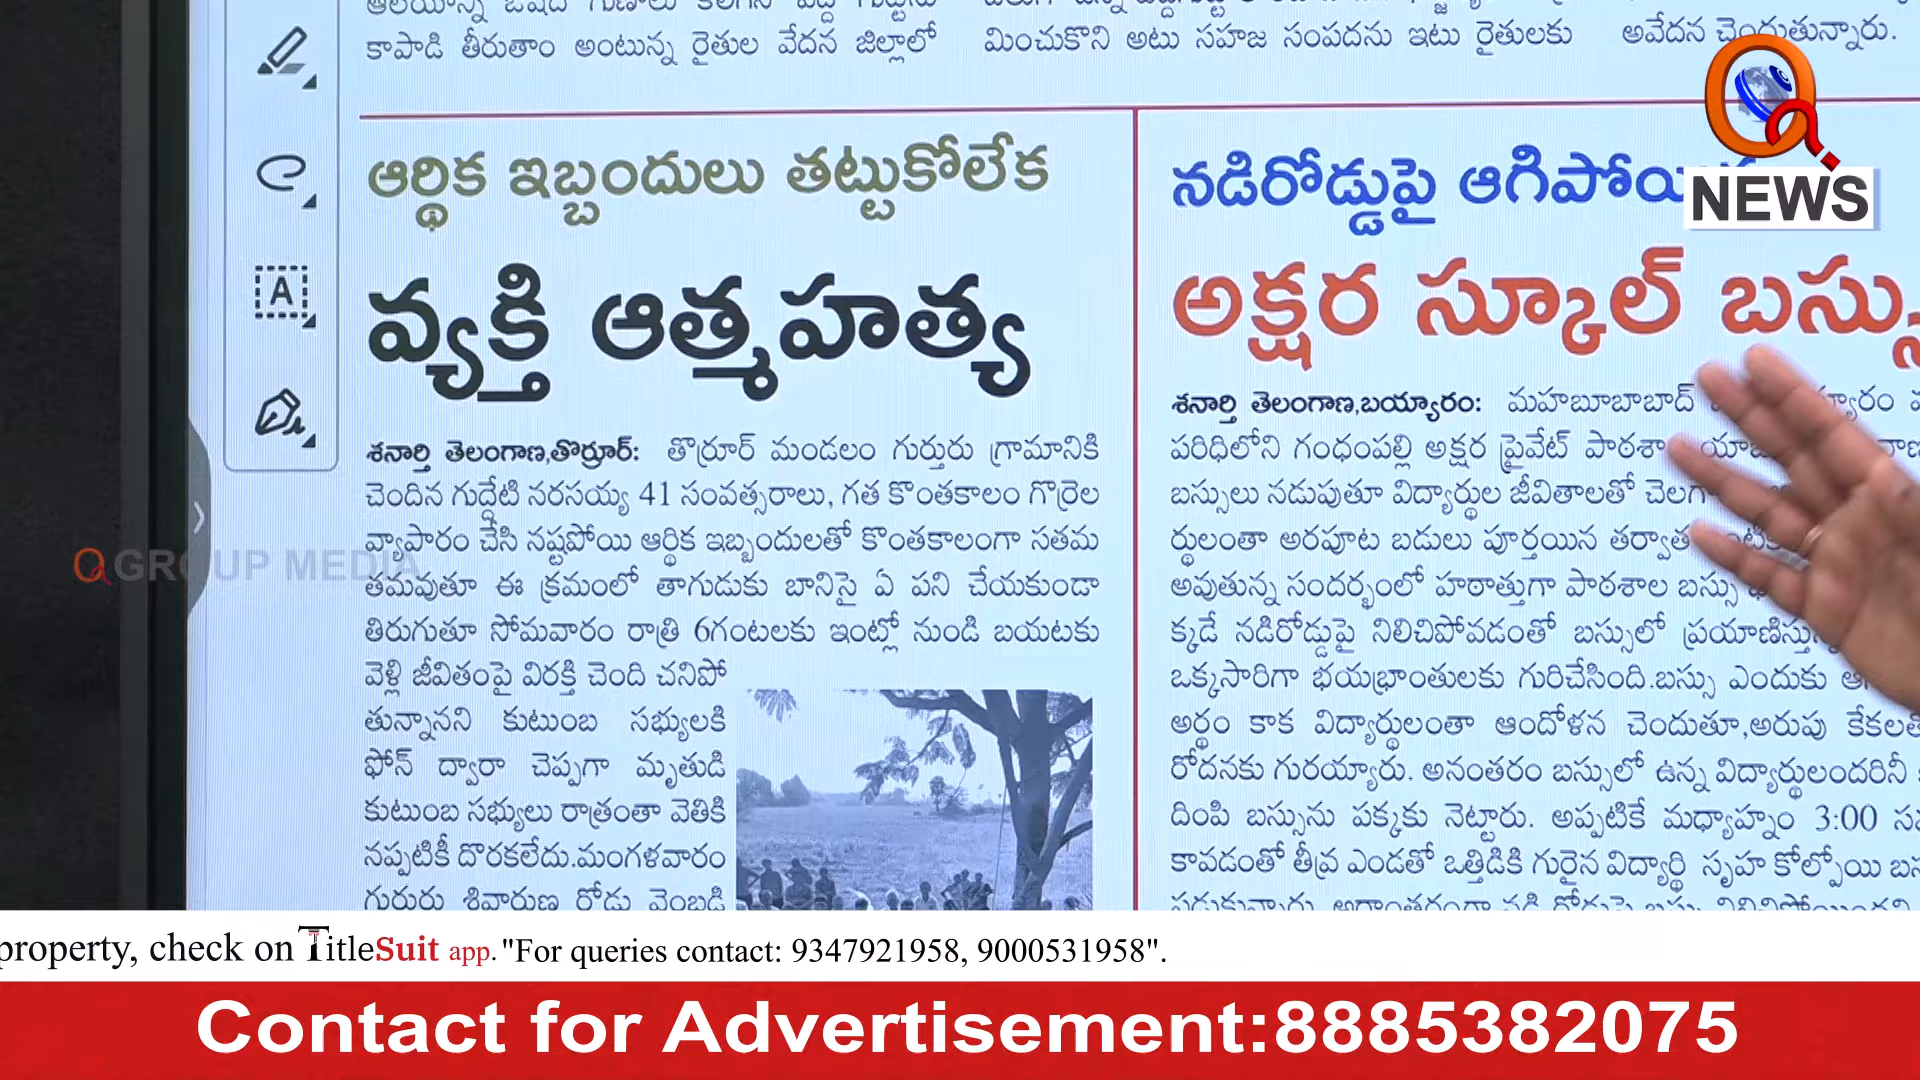 కాపాడి తీరుతాం అంటున్న రైతుల వేదన జిల్లాలో
మించుకొని అటు సహజ సంపదను ఇటు రైతులకు
ఆవేదన చెందుతున్నారు.
ఆర్థిక ఇబ్బందులు తట్టుకోలేక
వ్యక్తి ఆత్మహత్య
శనార్తి తెలంగాణ,తొర్రూర్: తొర్రూర్ మండలం గుర్తురు గ్రామానికి
చెందిన గుద్దేటి నరసయ్య 41 సంవత్సరాలు, గత కొంతకాలం గొర్రెల
వ్యాపారం చేసి నష్టపోయి ఆర్థిక ఇబ్బందులతో కొంతకాలంగా సతమ
తమవుతూ ఈ క్రమంలో తాగుడుకు బానిసై ఏ పని చేయకుండా
తిరుగుతూ సోమవారం రాత్రి 6గంటలకు ఇంట్లో నుండి బయటకు
వెళ్లి జీవితంపై విరక్తి చెంది చనిపో
తున్నానని కుటుంబ సభ్యులకి
ఫోన్ ద్వారా చెప్పగా మృతుడి
కుటుంబ సభ్యులు రాత్రంతా వెతికి
నప్పటికీ దొరకలేదు.మంగళవారం
నడిరోడ్డుపై
అక్షర స్కూల్ బస్సు
శనార్తి తెలంగాణ,బయ్యారం: మహబూబాబాద్
పరిధిలోని గంధంపల్లి అక్షర ప్రైవేట్
బస్సులు నడుపుతూ విద్యార్థుల జీవితాలతో
ర్థులంతా అరపూట బడులు పూర్తయిన తర్వాత
అవుతున్న సందర్భంలో హఠాత్తుగా పాఠశాల బస్సు
క్కడే నడిరోడ్డుపై నిలిచిపోవడంతో బస్సులో
ఒక్కసారిగా భయభ్రాంతులకు గురిచేసింది.బస్సు ఎందుకు
అర్థం కాక విద్యార్థులంతా ఆందోళన చెందుతూ,అరుపు
రోదనకు గురయ్యారు. అనంతరం బస్సులో ఉన్న విద్యార్థులందరినీ
దింపి బస్సును పక్కకు నెట్టారు. అప్పటికే మధ్యాహ్నం 3:00
కావడంతో తీవ్ర ఎండతో ఒత్తిడికి గురైన విద్యార్థి సృహ కోల్పోయి
NEWS
Q GROUP MEDIA
property, check on TitleSuit app. "For queries contact: 9347921958, 9000531958".
Contact for Advertisement:8885382075